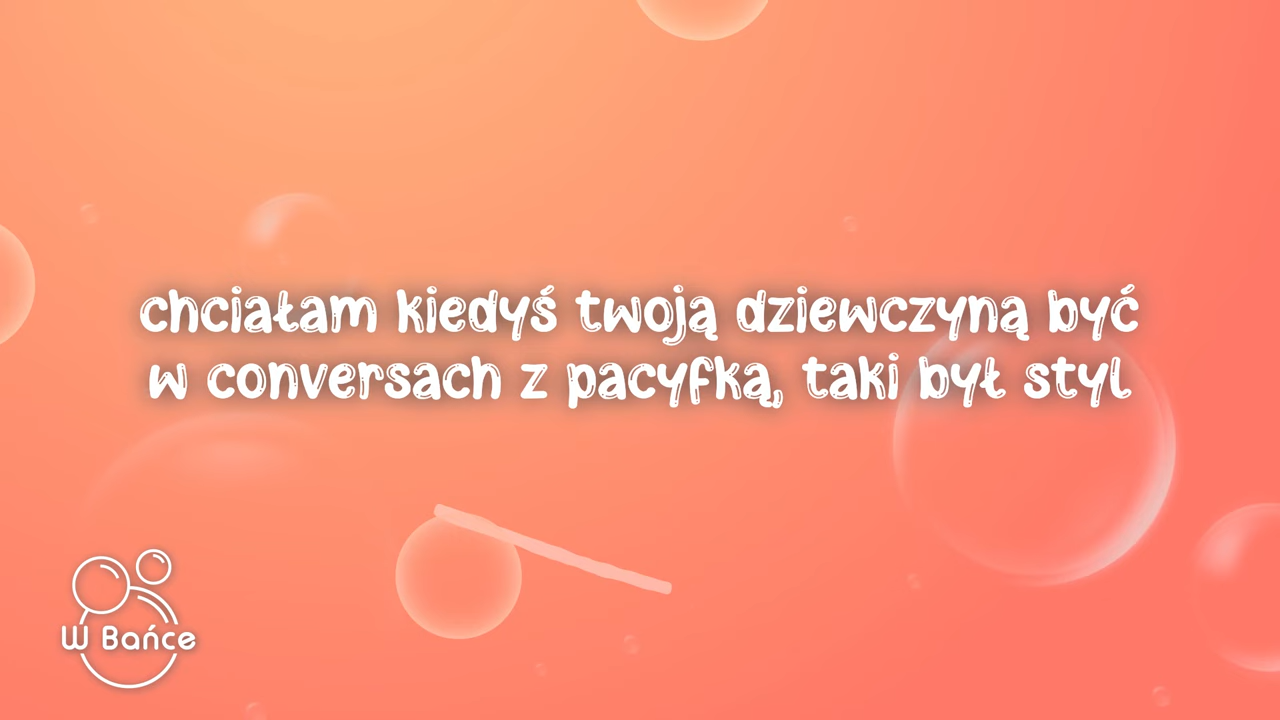 chciałam kiedyś twoją dziewczyną być
w conversach z pacyfką, taki był styl
W Bańce